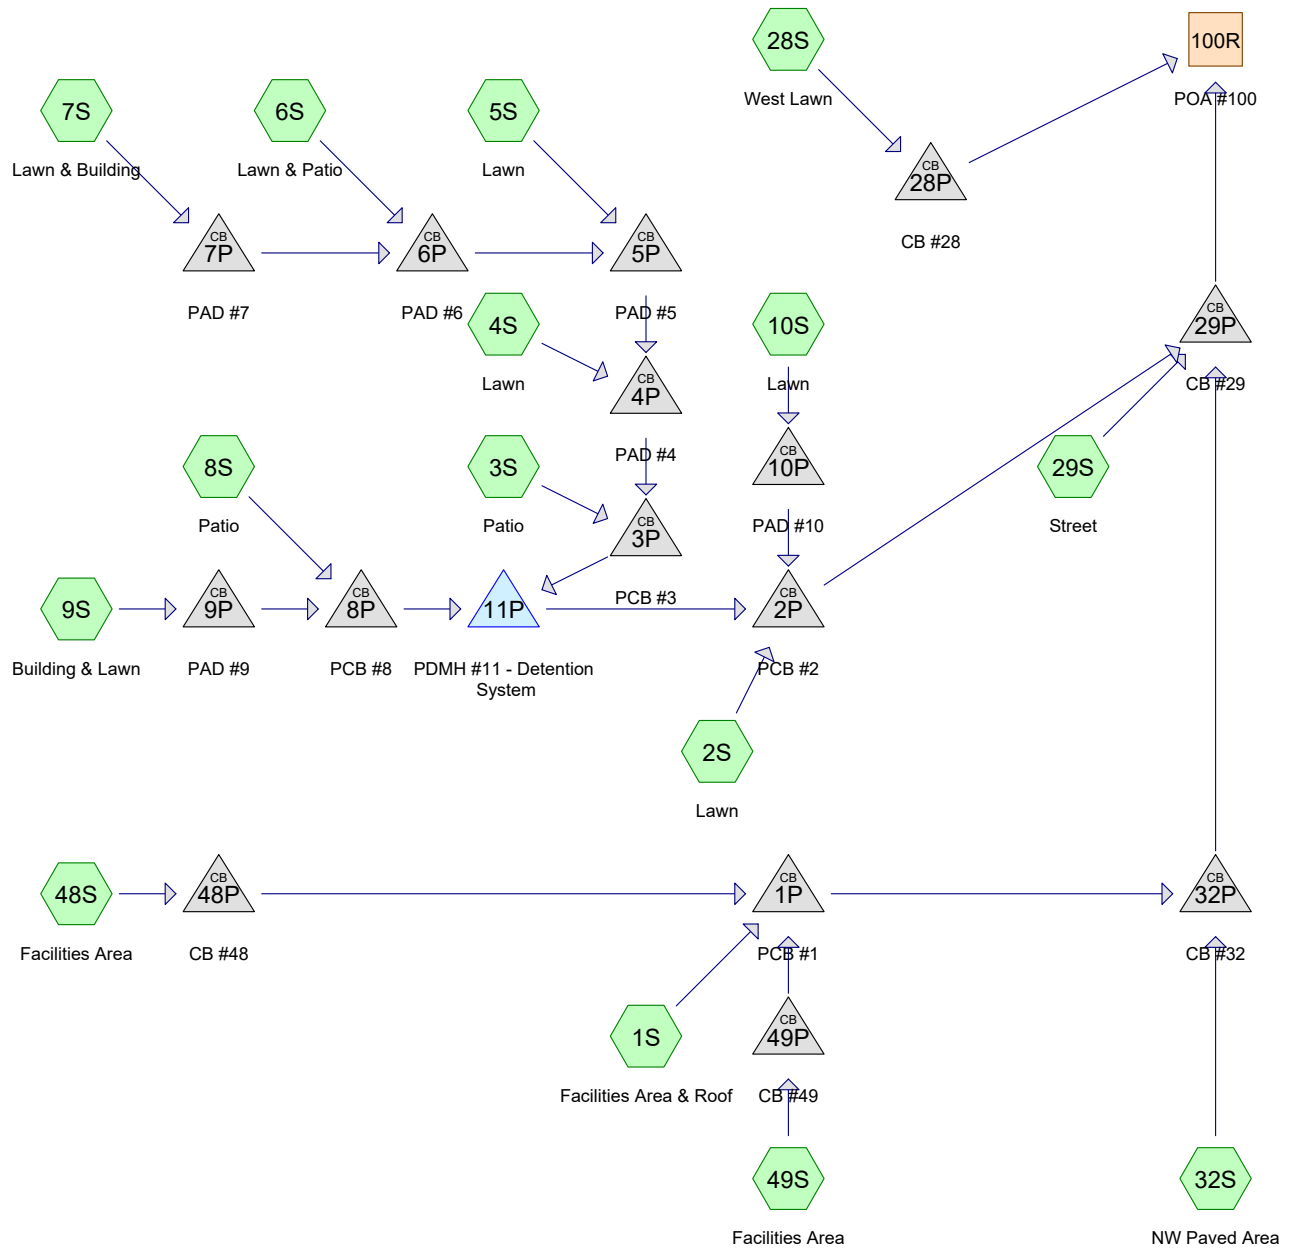 28S
West Lawn
100R
POA #100
7S
Lawn & Building
6S
Lawn & Patio
5S
Lawn
CB
28P
CB #28
CB
7P
PAD #7
CB
6P
PAD #6
CB
5P
PAD #5
4S
Lawn
10S
Lawn
CB
29P
CB #29
CB
4P
PAD #4
8S
Patio
3S
Patio
CB
10P
PAD #10
29S
Street
CB
3P
PCB #3
9S
Building & Lawn
CB
9P
PAD #9
CB
8P
PCB #8
11P
PDMH #11 - Detention
System
CB
2P
PCB #2
2S
Lawn
48S
Facilities Area
CB
48P
CB #48
CB
1P
PCB #1
CB
32P
CB #32
1S
Facilities Area & Roof
CB
49P
CB #49
49S
Facilities Area
32S
NW Paved Area